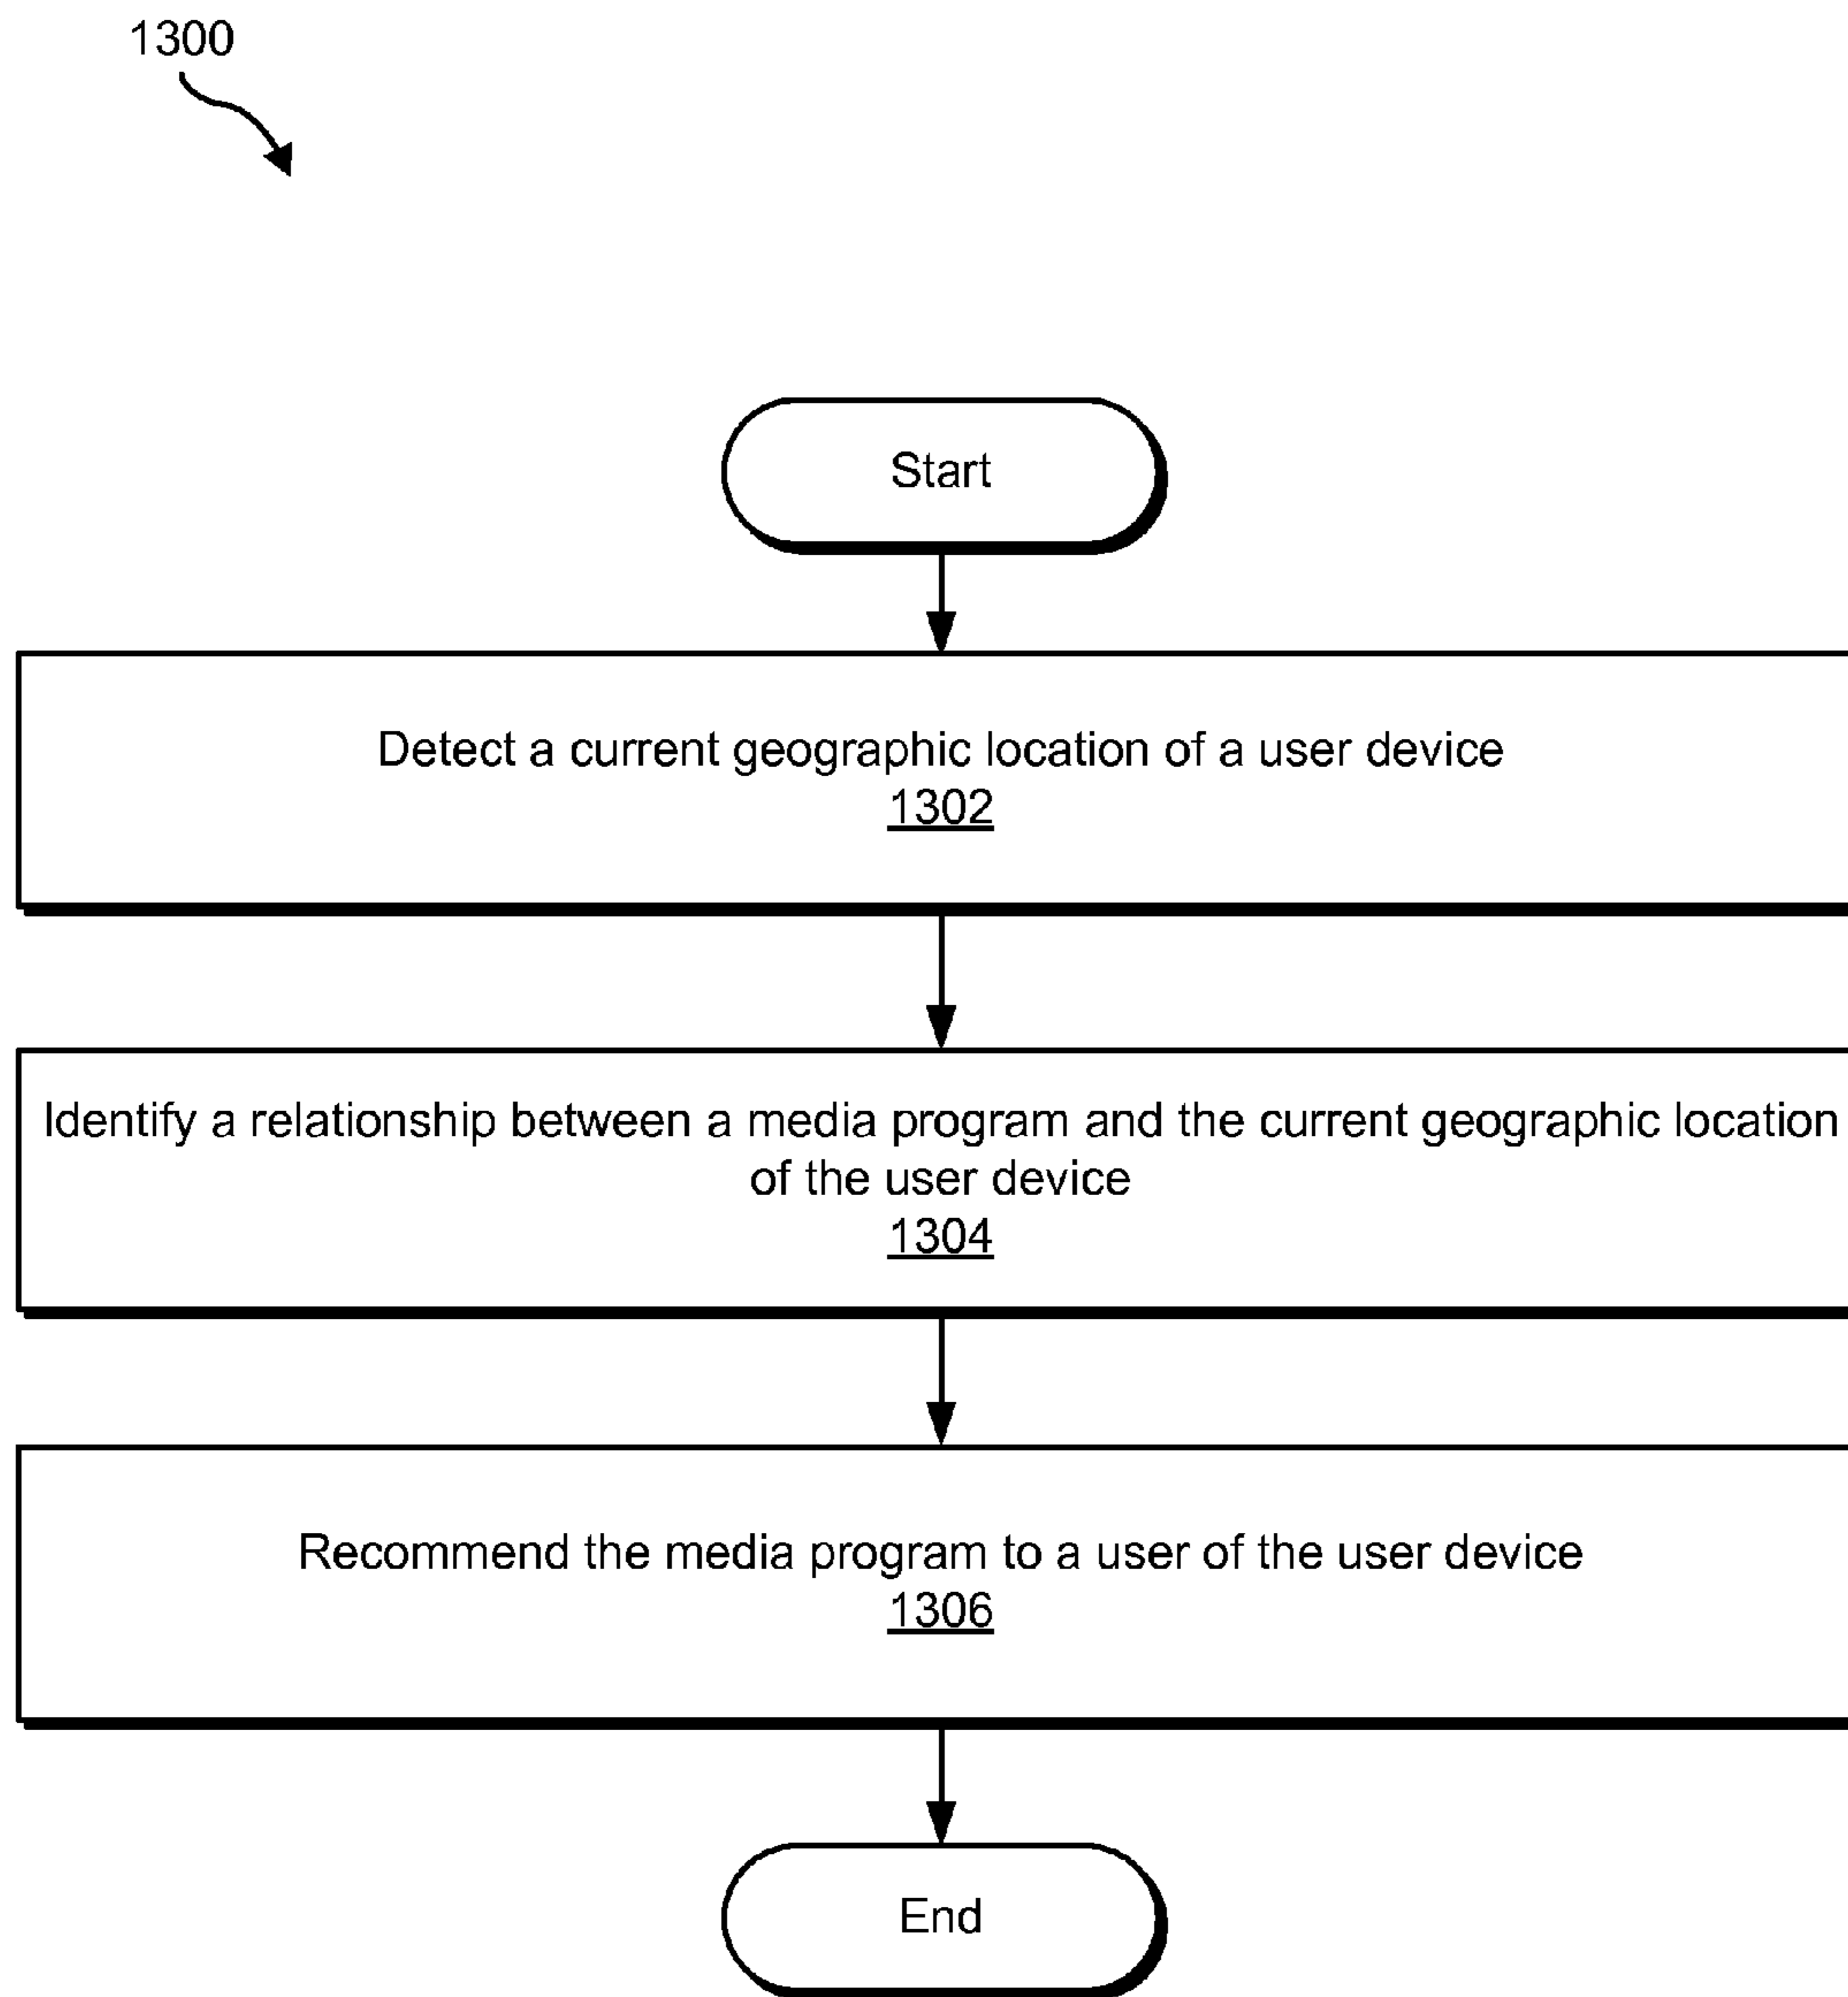 1300
Start
Detect a current geographic location of a user device
1302
Identify a relationship between a media program and the current geographic location
of the user device
1304
Recommend the media program to a user of the user device
1306
End